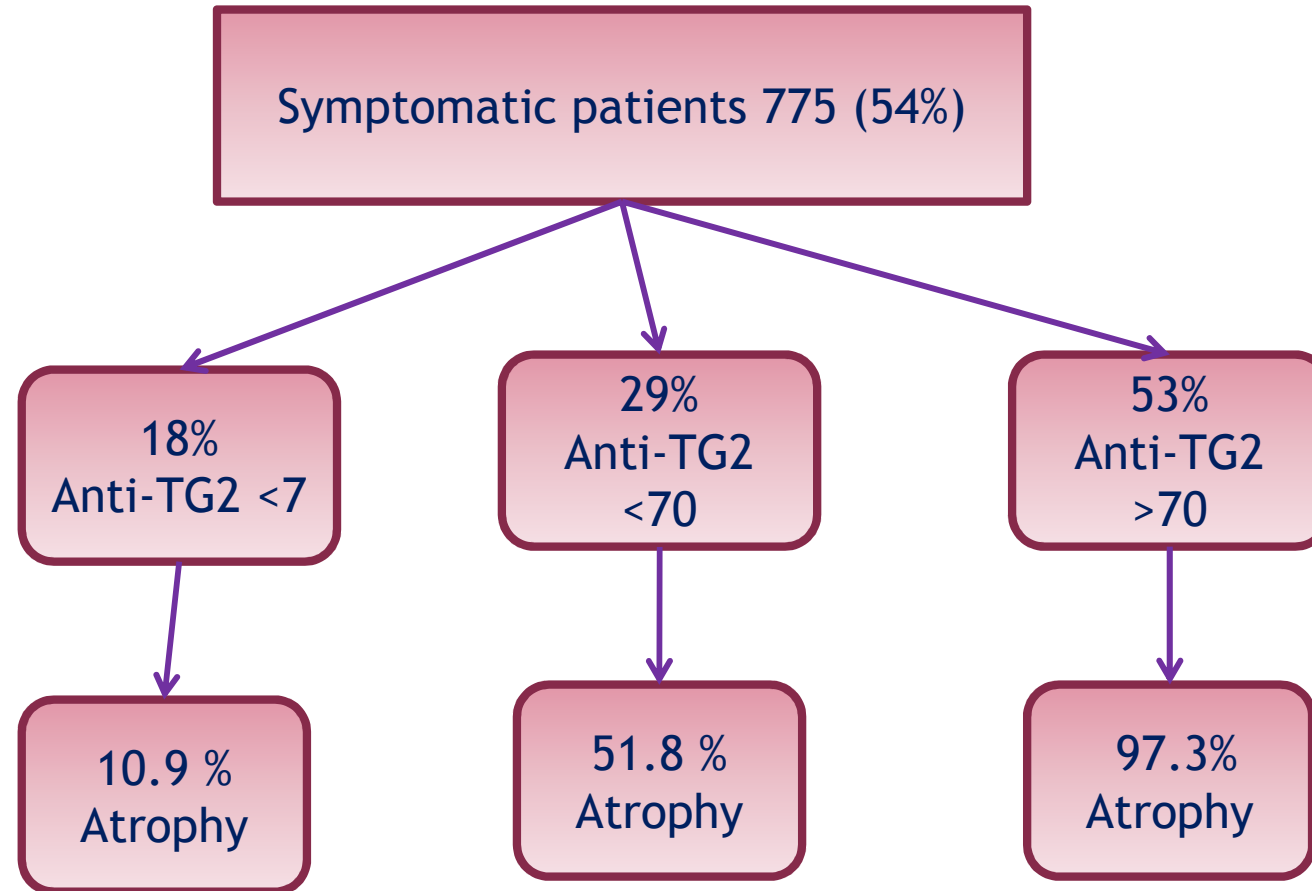 Symptomatic patients 775 (54%)
18%
Anti-TG2 <7
29%
Anti-TG2
<70
53%
Anti-TG2
>70
10.9 %
Atrophy
51.8 %
Atrophy
97.3%
Atrophy